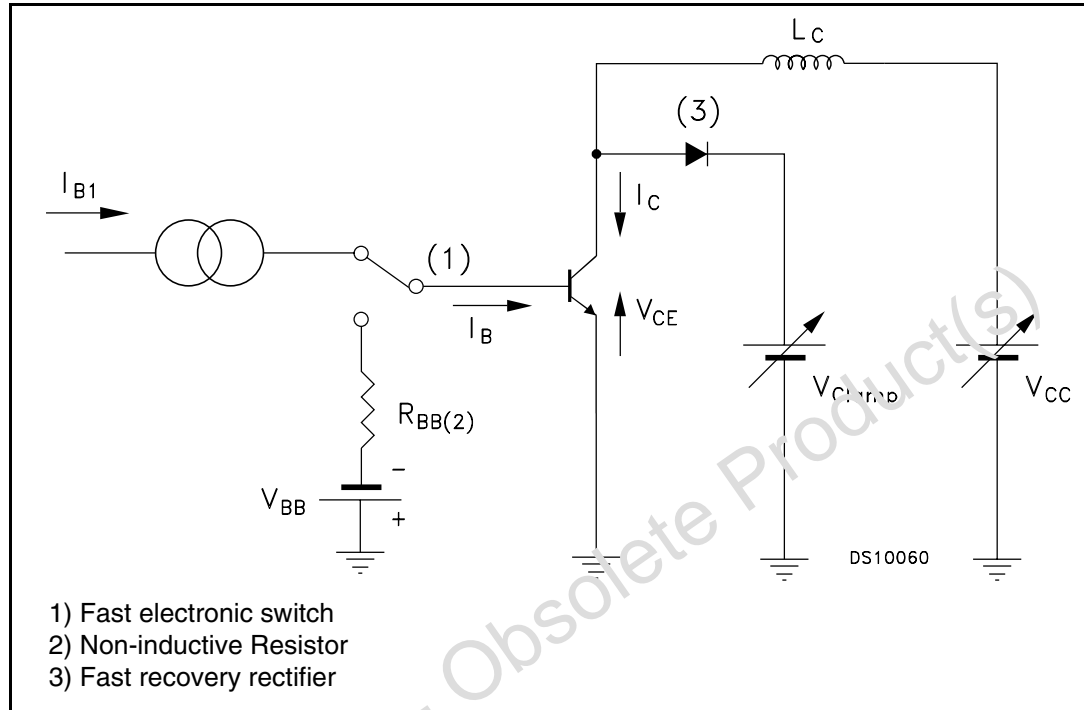 L C
(3)
I B1
I C
(1)
I B
V CE
R BB(2)
V BB
-
+
V Clamp
V CC
DS10060
1) Fast electronic switch
2) Non-inductive Resistor
3) Fast recovery rectifier
Obsolete Product(s)